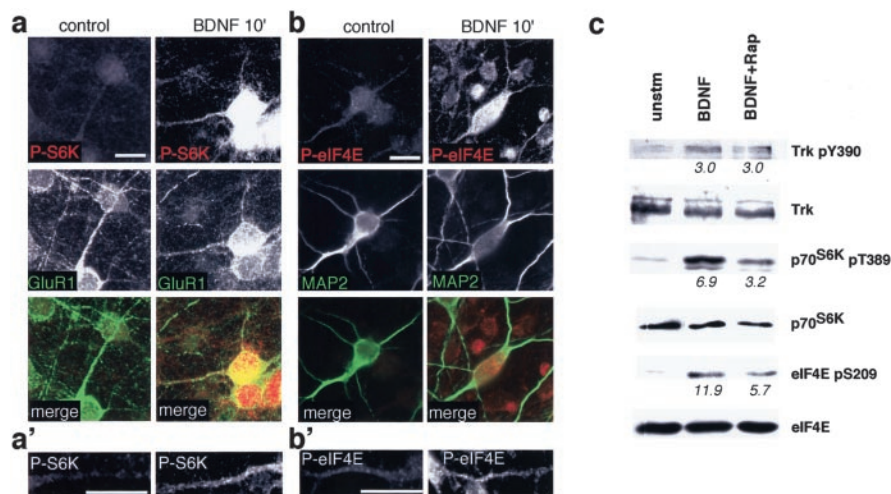 a
control
BDNF 10'
P-S6K
P-S6K
GluR1
GluR1
merge
merge
a'
P-S6K
P-S6K
b
control
BDNF 10'
P-eIF4E
P-eIF4E
MAP2
MAP2
merge
merge
b'
P-eIF4E
P-eIF4E
c
unstm
BDNF
BDNF+Rap
Trk pY390
3.0 3.0
Trk
p70S6K pT389
6.9 3.2
p70S6K
eIF4E pS209
11.9 5.7
eIF4E